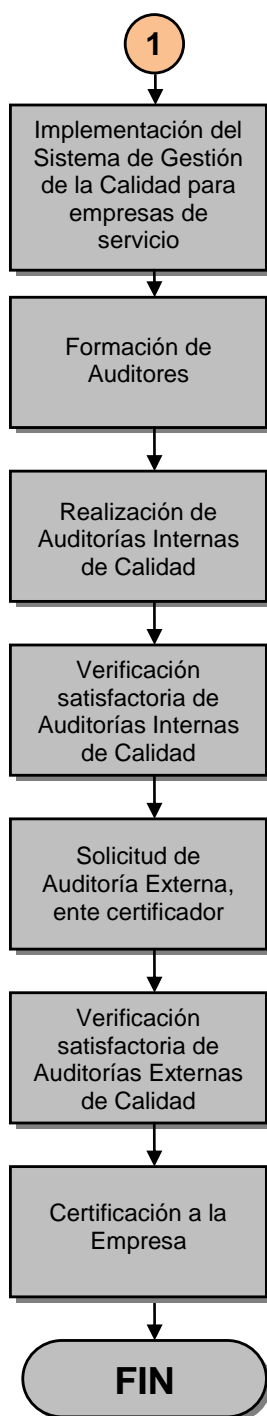 1
Implementación del
Sistema de Gestión
de la Calidad para
empresas de
servicio
Formación de
Auditores
Realización de
Auditorías Internas
de Calidad
Verificación
satisfactoria de
Auditorías Internas
de Calidad
Solicitud de
Auditoría Externa,
ente certificador
Verificación
satisfactoria de
Auditorías Externas
de Calidad
Certificación a la
Empresa
FIN